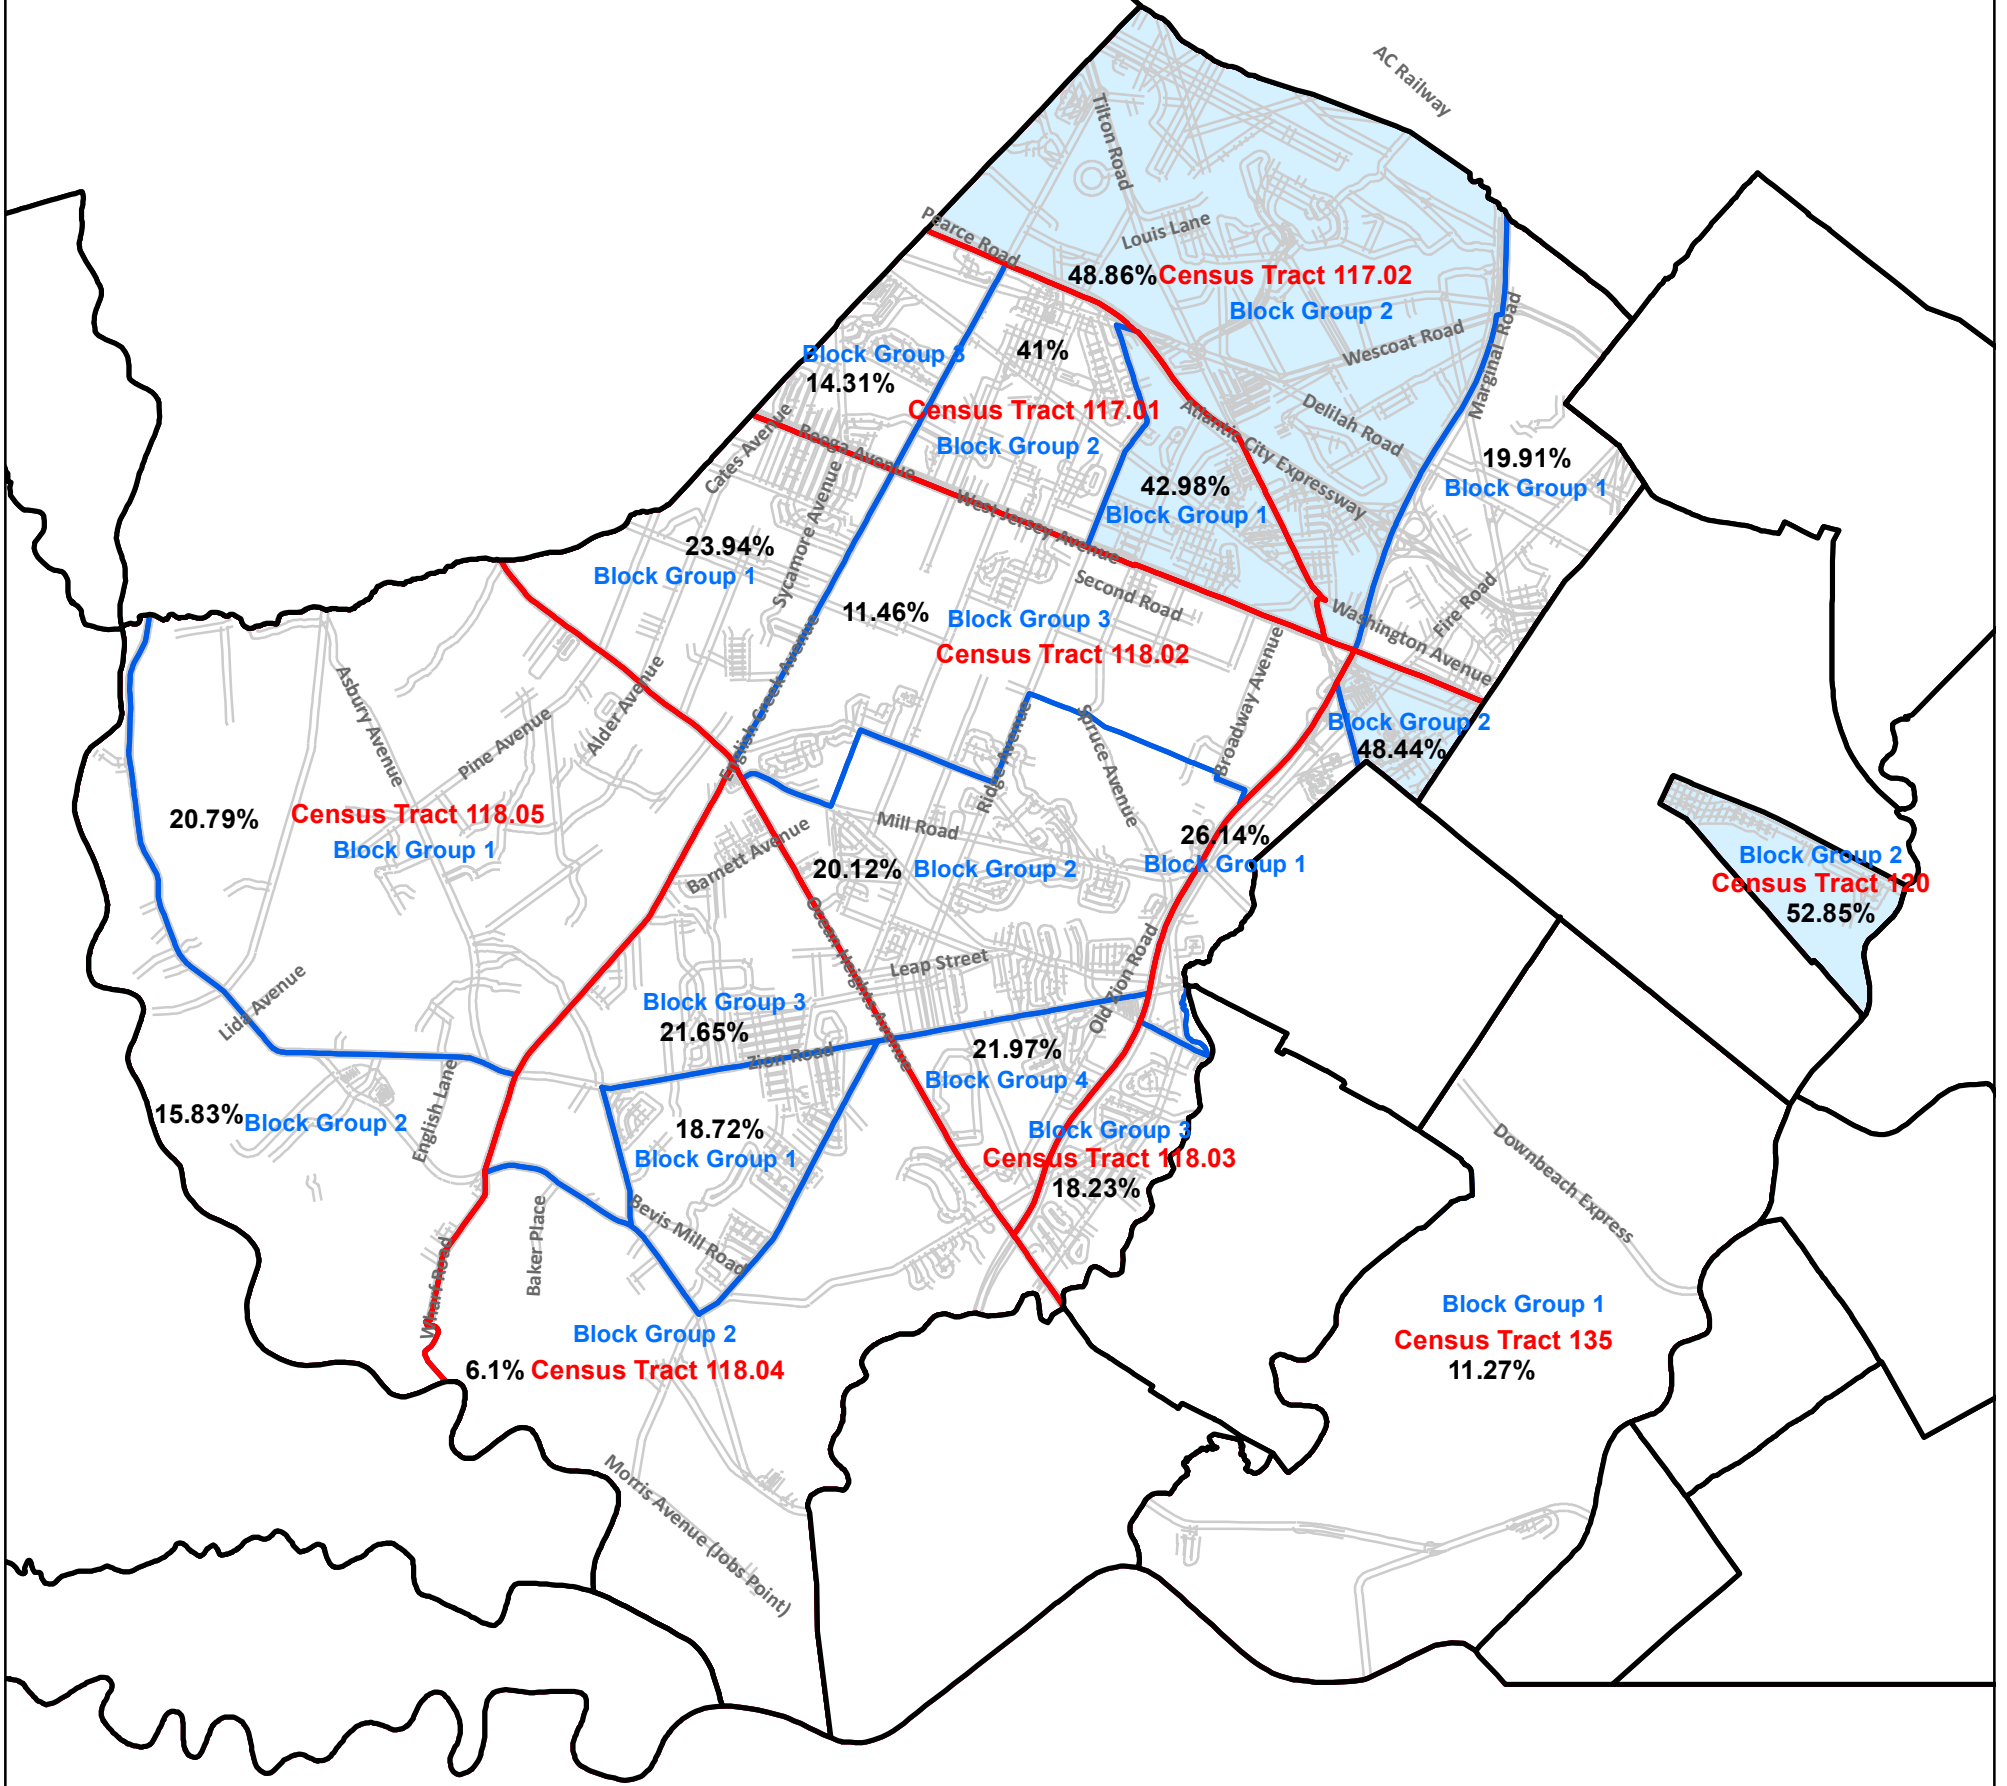 AC Railway
Tilton Road
Pearce Road
Louis Lane
48.86% Census Tract 117.02
Block Group 2
Marginal Road
Wescoat Road
Block Group 3
14.31%
41%
Census Tract 117.01
Block Group 2
Delilah Road
Atlantic City Expressway
Cates Avenue
Reega Avenue
19.91%
Block Group 1
42.98%
Block Group 1
West Jersey Avenue
Sycamore Avenue
23.94%
Block Group 1
Second Road
11.46% Block Group 3
Census Tract 118.02
Washington Avenue
Fire Road
English Creek Avenue
Alder Avenue
Asbury Avenue
Pine Avenue
Broadway Avenue
Block Group 2
48.44%
Ridge Avenue
Spruce Avenue
20.79%
Census Tract 118.05
Block Group 1
Mill Road
Barnett Avenue
26.14%
Block Group 1
20.12% Block Group 2
Block Group 2
Census Tract 120
52.85%
Ocean Heights Avenue
Leap Street
Old Zion Road
Lida Avenue
Block Group 3
21.65%
Zion Road
21.97%
Block Group 4
15.83% Block Group 2
English Lane
18.72%
Block Group 1
Block Group 3
Census Tract 118.03
18.23%
Downbeach Express
Bevis Mill Road
Baker Place
Wharf Road
Block Group 2
6.1% Census Tract 118.04
Block Group 1
Census Tract 135
11.27%
Morris Avenue (Jobs Point)